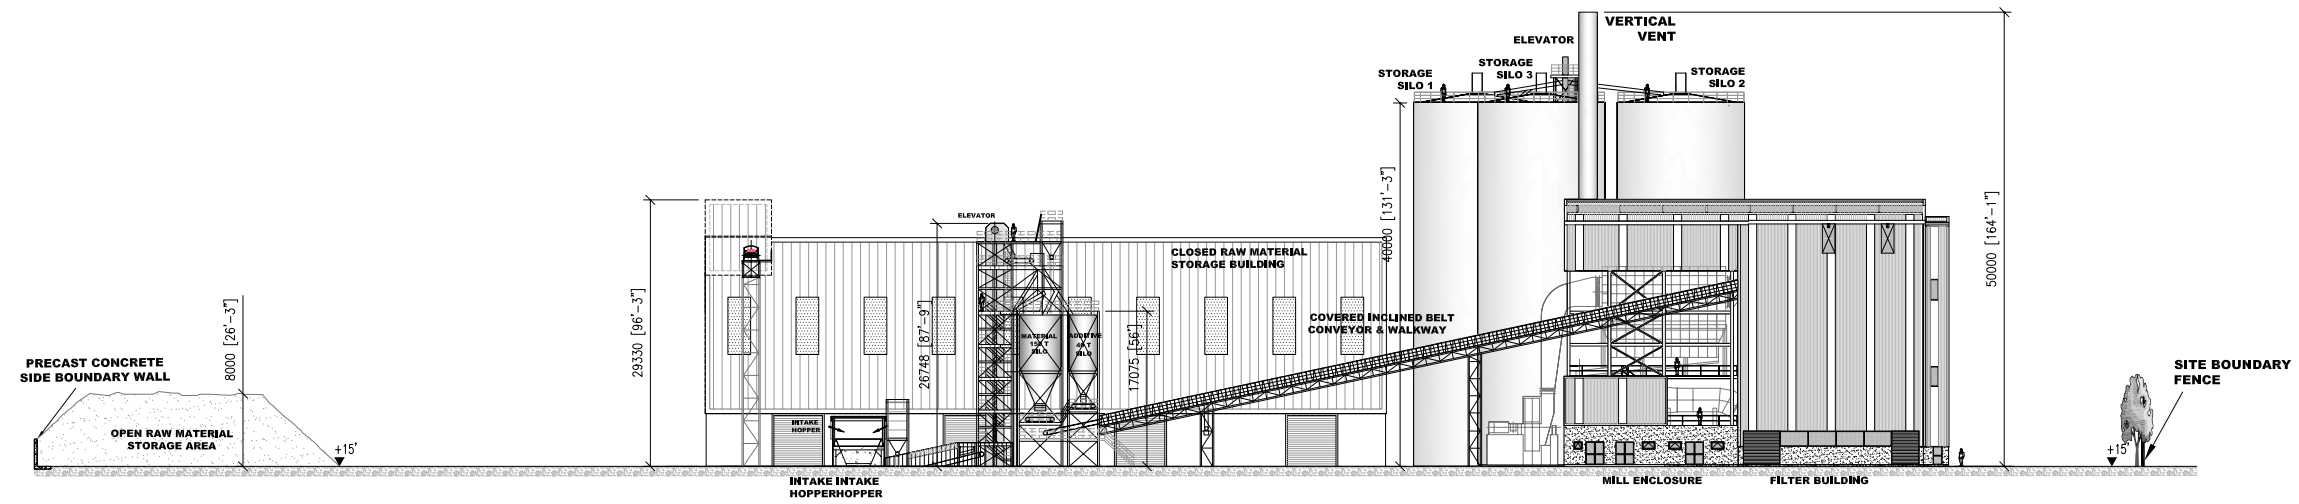 VERTICAL
VENT
ELEVATOR
STORAGE
SILO 3
STORAGE
SILO 1
STORAGE
SILO 2
50000 [164'-1"]
40000 [131'-3"]
ELEVATOR
CLOSED RAW MATERIAL
STORAGE BUILDING
29330 [96'-3"]
26748 [87'-9"]
17075 [56']
8000 [26'-3"]
COVERED INCLINED BELT
CONVEYOR & WALKWAY
MATERIAL
SILO
ADDITIVE
SILO
PRECAST CONCRETE
SIDE BOUNDARY WALL
SITE BOUNDARY
FENCE
OPEN RAW MATERIAL
STORAGE AREA
+15'
INTAKE
HOPPER
+15'
INTAKE INTAKE
HOPPERHOPPER
MILL ENCLOSURE
FILTER BUILDING